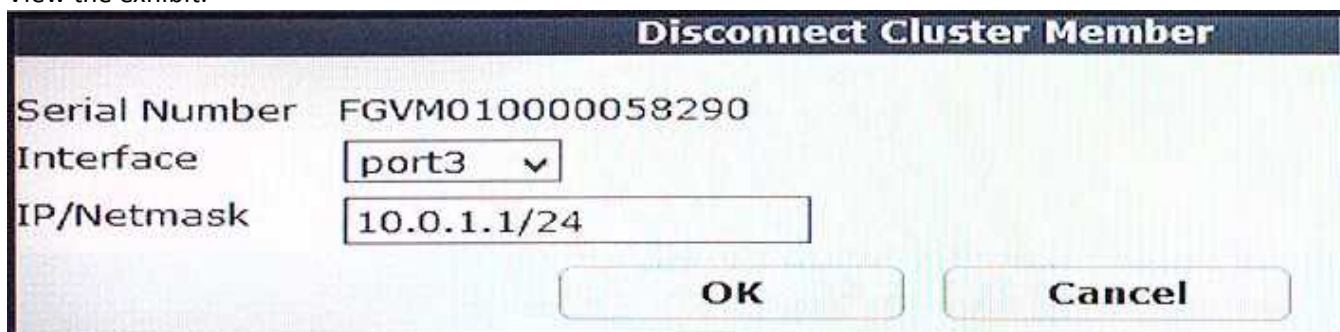 Disconnect Cluster Member
Serial Number FGVM010000058290
Interface port3
IP/Netmask 10.0.1.1/24
OK Cancel